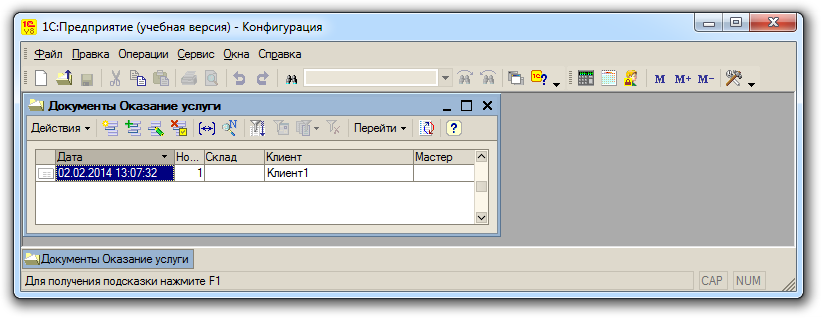 1С:Предприятие (учебная версия) - Конфигурация
Файл Правка Операции Сервис Окна Справка
M M+ M-
Документы Оказание услуги
Действия Перейти
Дата Но... Склад Клиент Мастер
02.02.2014 13:07:32 1 Клиент1
Документы Оказание услуги
Для получения подсказки нажмите F1 CAP NUM